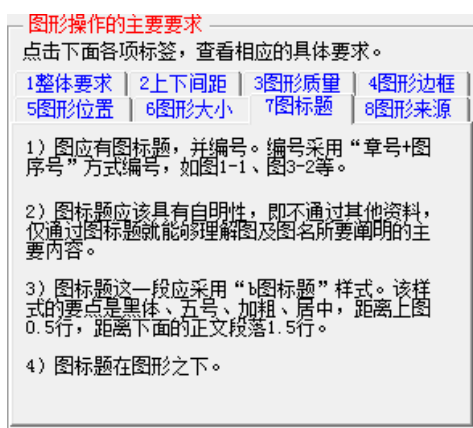 图形操作的主要要求
点击下面各项标签，查看相应的具体要求。
1整体要求 2上下间距 3图形质量 4图形边框
5图形位置 6图形大小 7图标题 8图形来源
1）图应有图标题，并编号。编号采用“章号+图
序号”方式编号，如图1-1、图3-2等。
2）图标题应该具有自明性，即不通过其他资料，
仅通过图标题就能够理解图及图名所要阐明的主
要内容。
3）图标题这一段应采用“b图标题”样式。该样
式的要点是黑体、五号、加粗、居中，距离上图
0.5行，距离下面的正文段落1.5行。
4）图标题在图形之下。